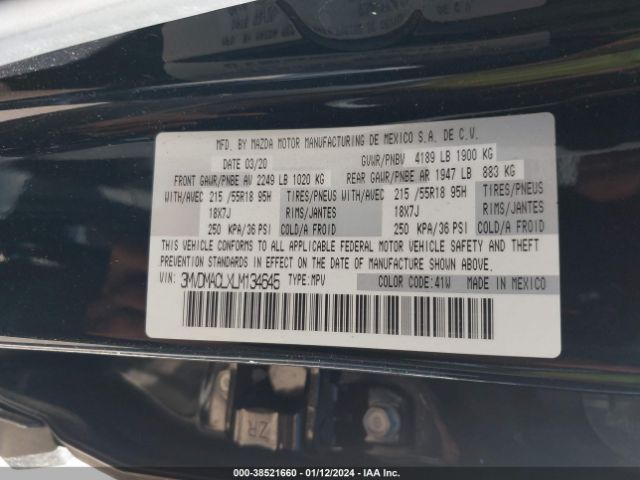 MFD. BY MAZDA MOTOR MANUFACTURING DE MEXICO S.A. DE C.V.
DATE 03/20 GVWR/PNBV 4189 LB 1900 KG
FRONT GAWR/PNBE AV 2249 LB 1020 KG REAR GAWR/PNBE AR 1947 LB 883 KG
WITH/AVEC 215 /55R18 95H TIRES/PNEUS WITH/AVEC 215 /55R18 95H TIRES/PNEUS
18X7J RIMS/JANTES 18X7J RIMS/JANTES
250 KPA/36 PSI COLD/A FROID 250 KPA/36 PSI COLD/A FROID
THIS VEHICLE CONFORMS TO ALL APPLICABLE FEDERAL MOTOR VEHICLE SAFETY AND THEFT
PREVENTION STANDARDS IN EFFECT ON THE DATE OF MANUFACTURE SHOWN ABOVE.
VIN: 3MVDMACLXLM134645 TYPE:MPV COLOR CODE:41W MADE IN MEXICO
ZR
000-38521660 - 01/12/2024 - IAA Inc.